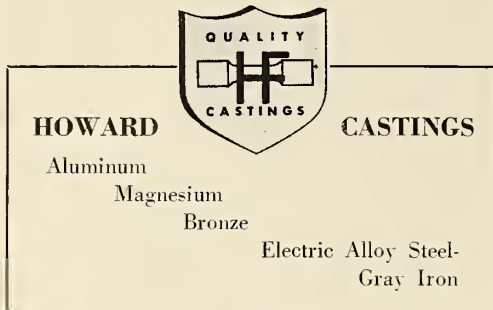 QUALITY
HF
CASTINGS
HOWARD CASTINGS
Aluminum
Magnesium
Bronze
Electric Alloy Steel-
Gray Iron